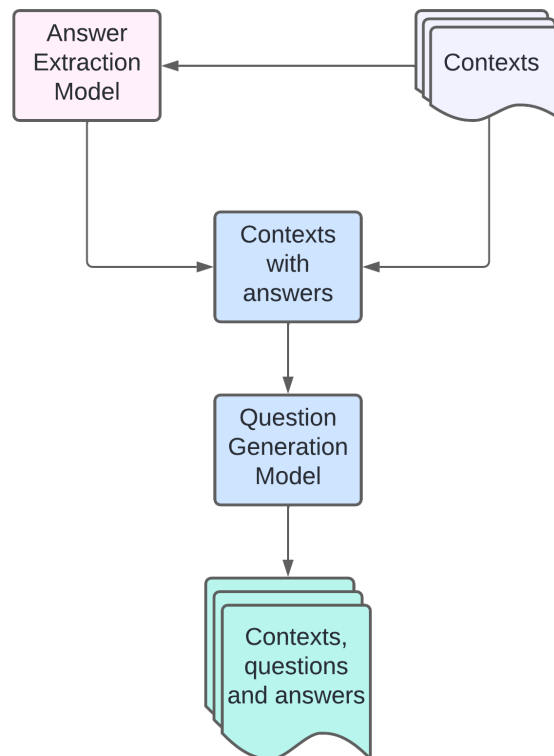 Answer
Extraction
Model
Contexts
Contexts
with
answers
Question
Generation
Model
Contexts,
questions
and answers